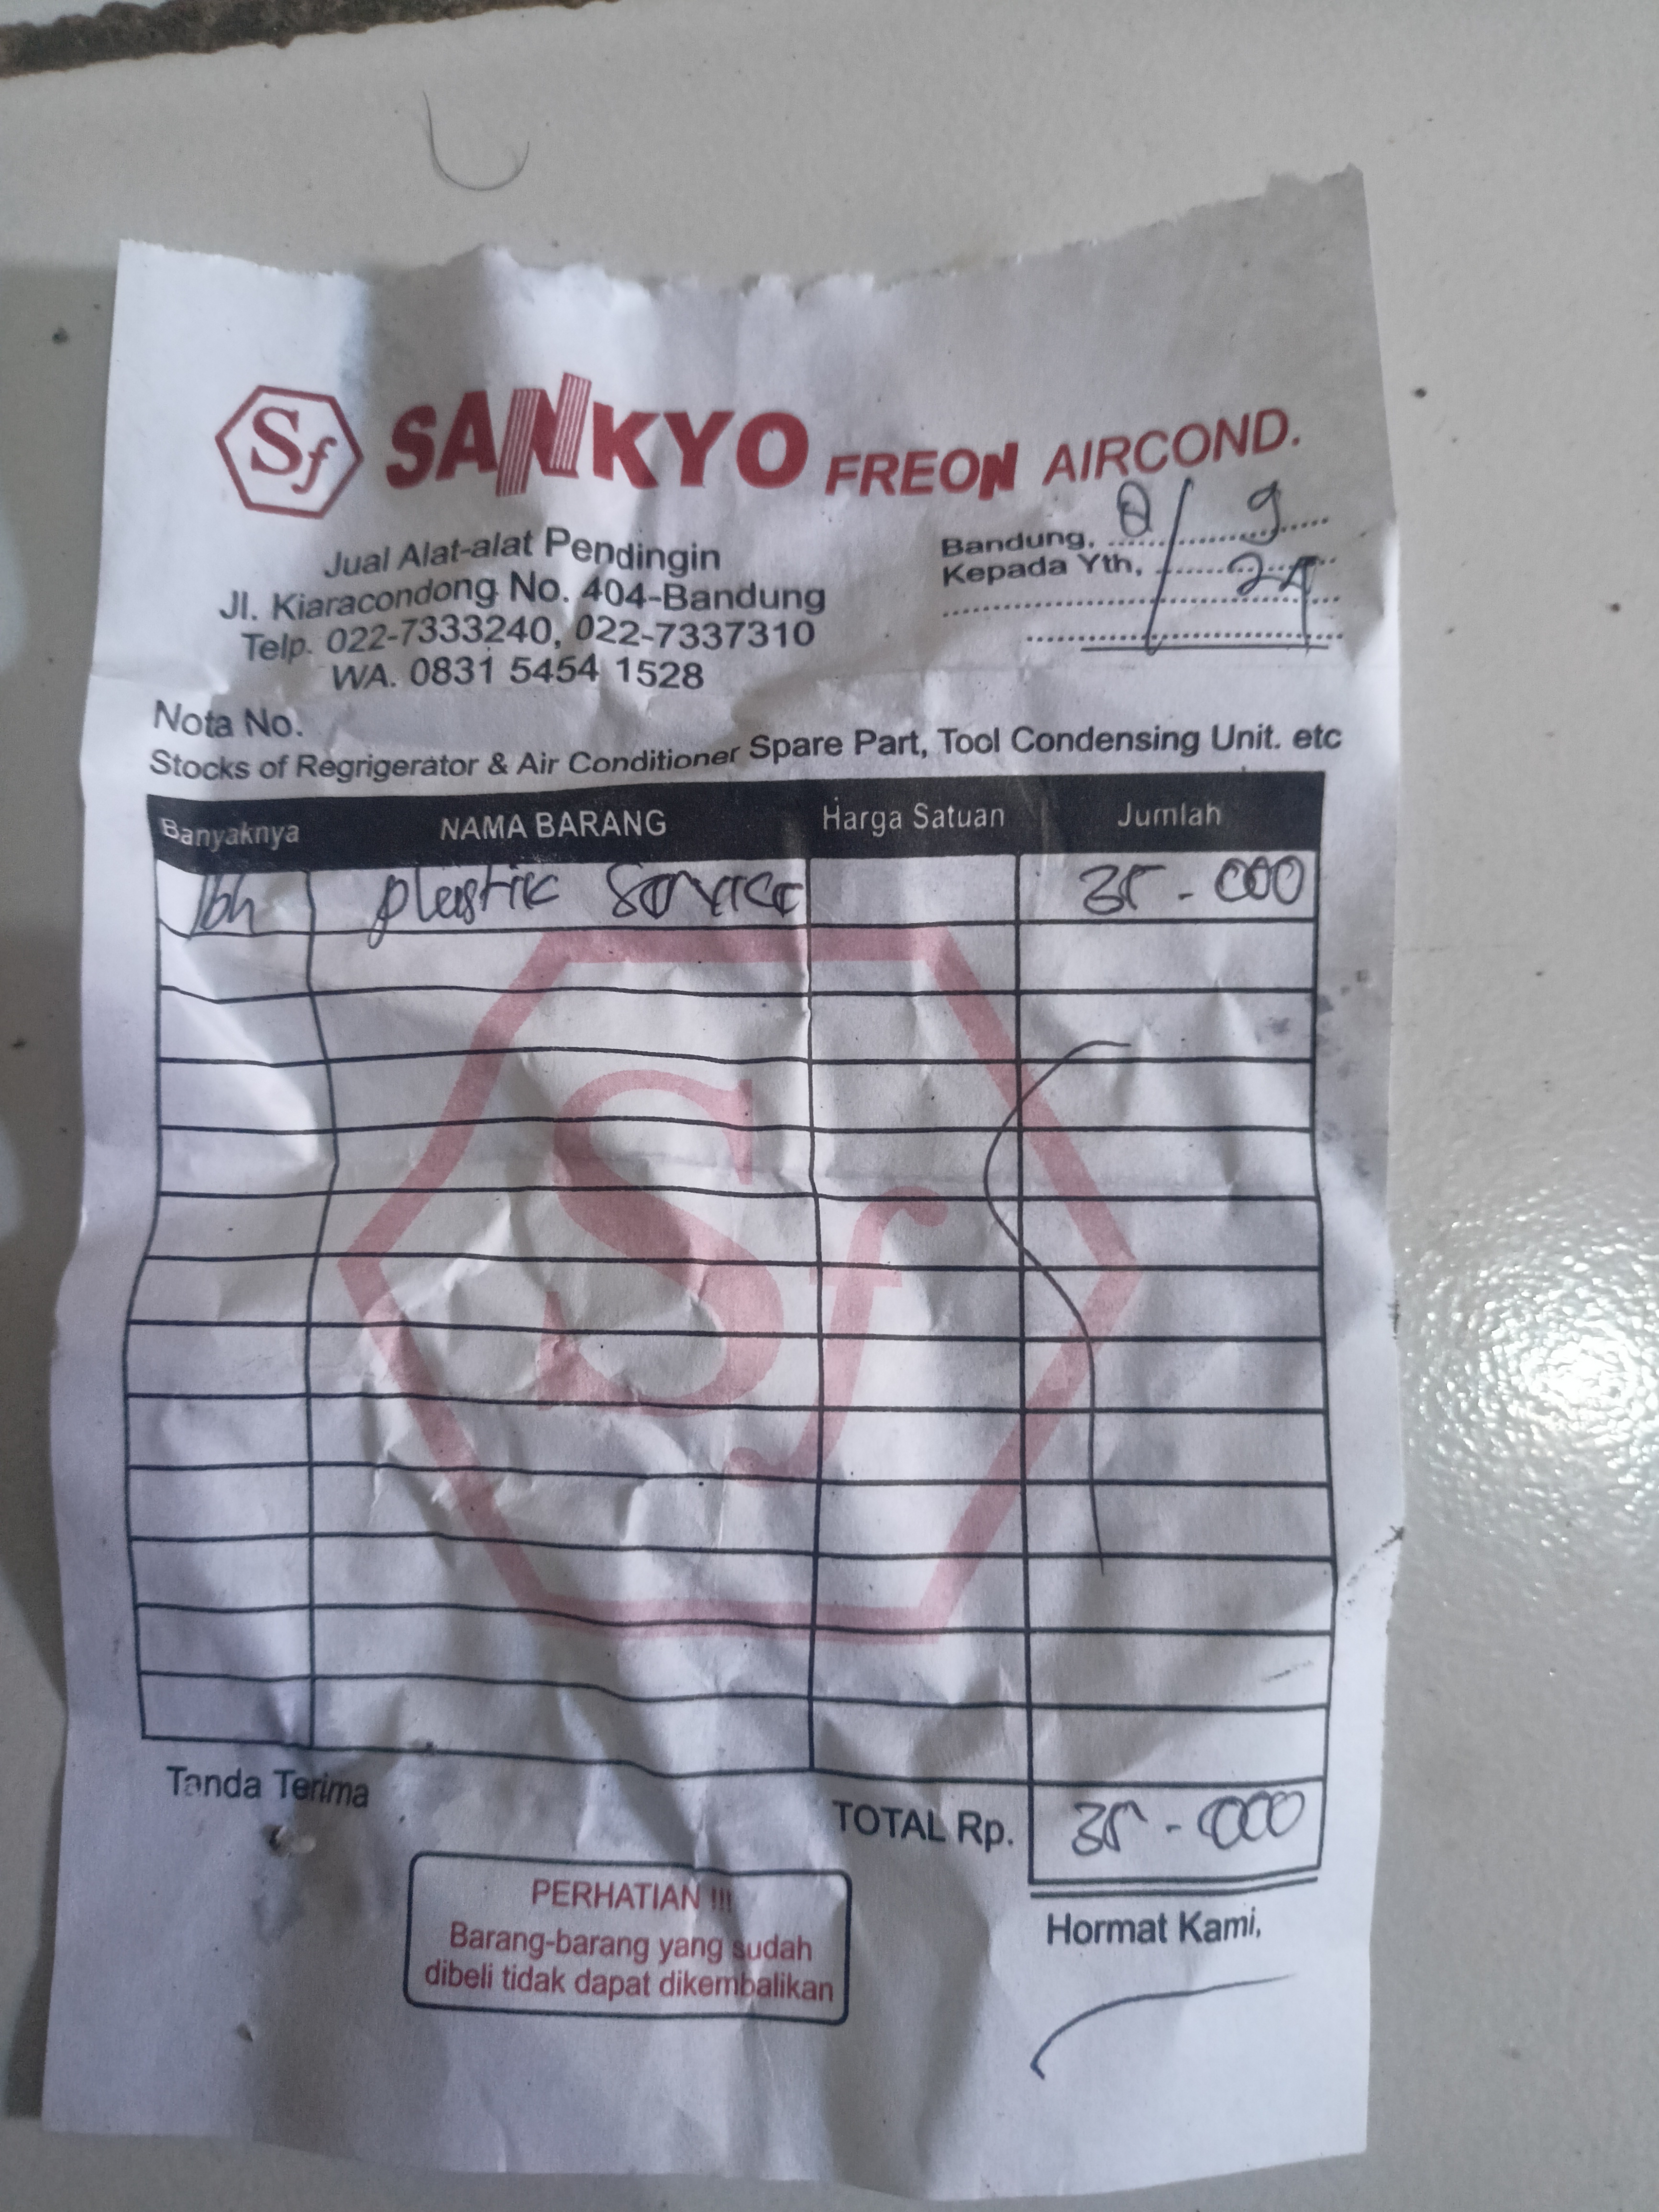 Sf SANKYO FREON AIRCOND.
Jual Alat-alat Pendingin
Jl. Kiaracondong No. 404-Bandung
Telp. 022-7333240, 022-7337310
WA. 0831 5454 1528
Bandung, 8/9
Kepada Yth, 24
Nota No.
Stocks of Regrigerator & Air Conditioner Spare Part, Tool Condensing Unit. etc
Banyaknya NAMA BARANG Harga Satuan Jumlah
1bh plastik Service 35-000
Sf
Tanda Terima
TOTAL Rp. 35-000
PERHATIAN !!!
Barang-barang yang sudah
dibeli tidak dapat dikembalikan
Hormat Kami,